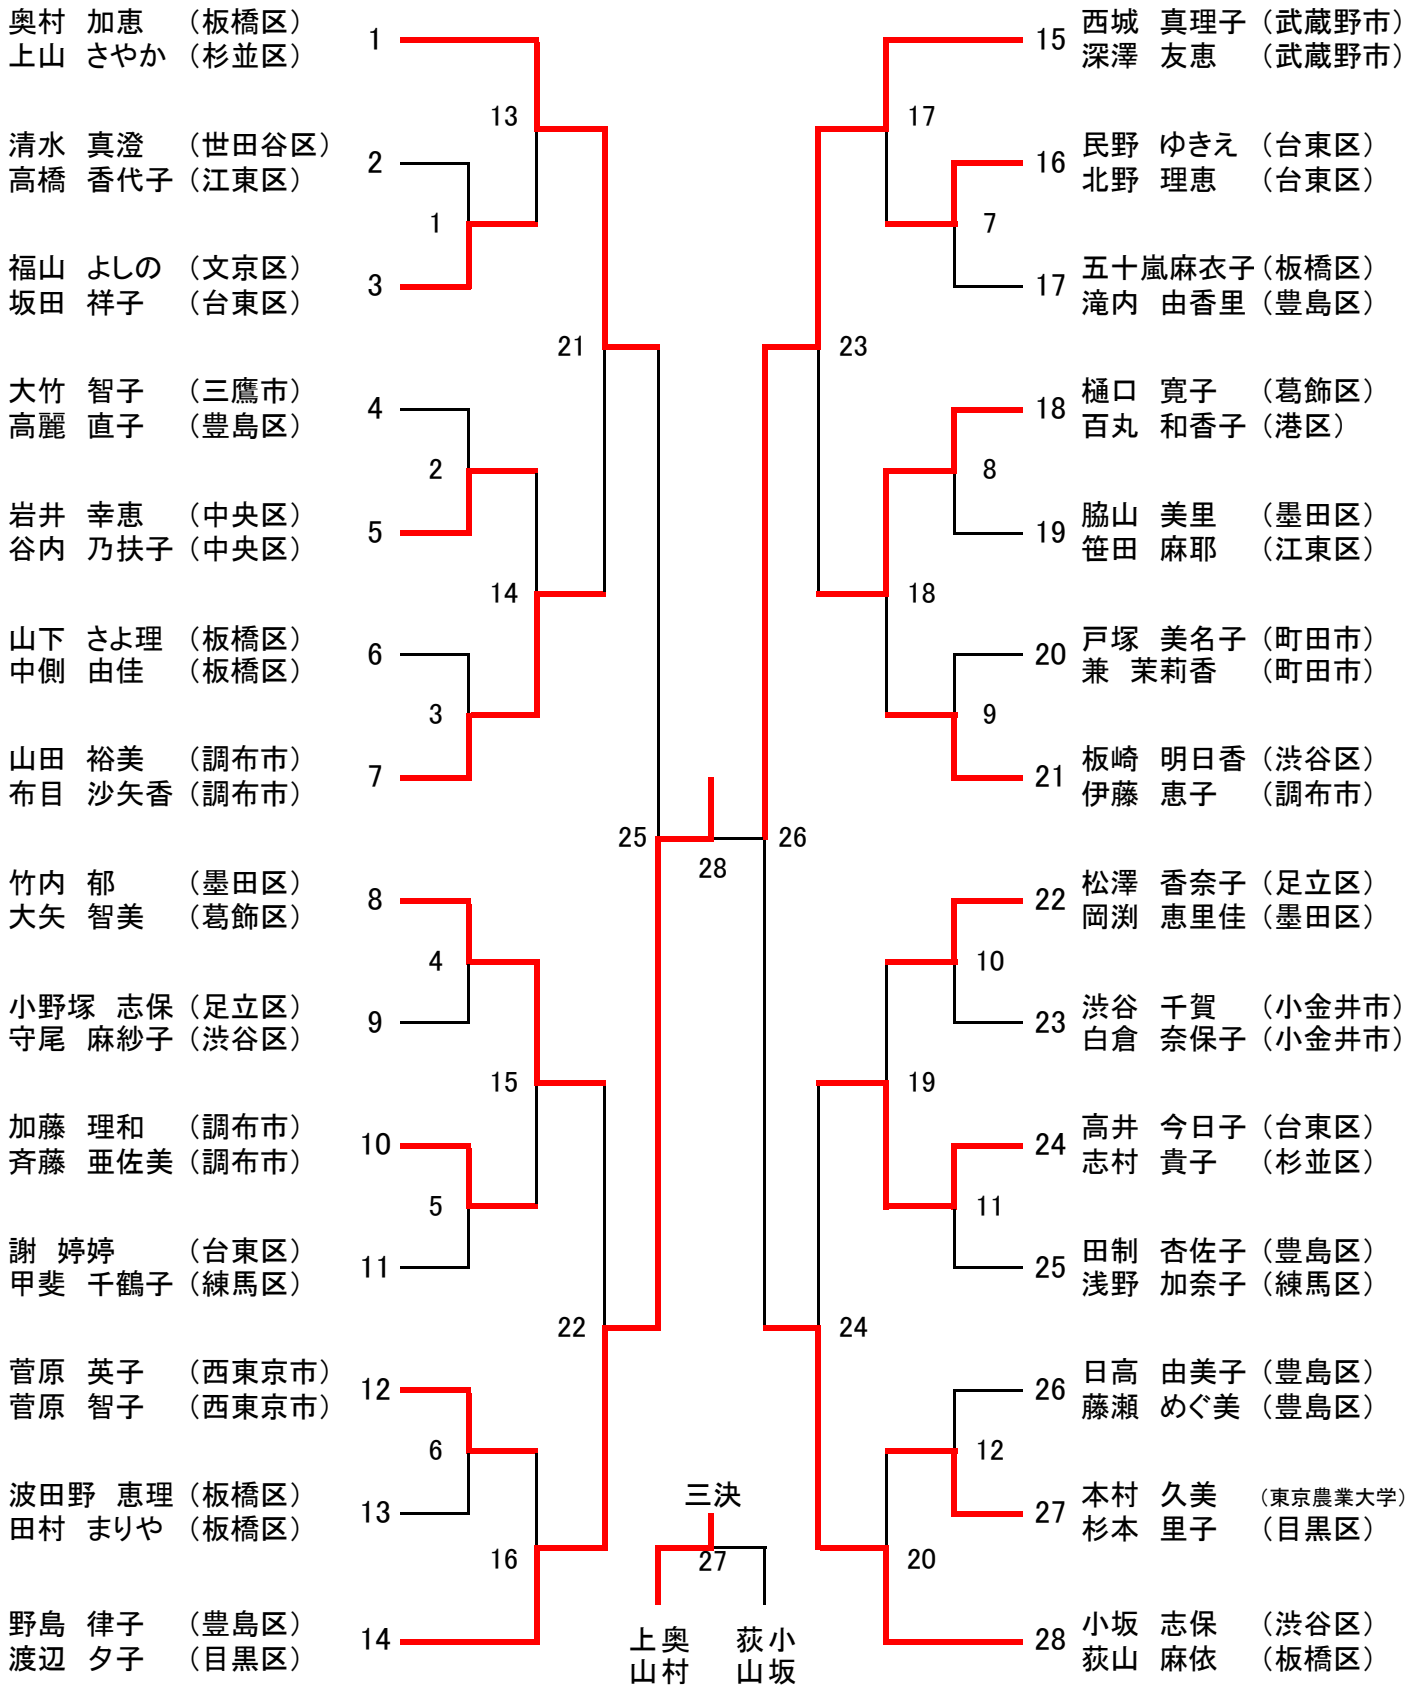 奥村 加恵 （板橋区）
上山 さやか （杉並区）
1
清水 真澄 （世田谷区）
高橋 香代子 （江東区）
2
福山 よしの （文京区）
坂田 祥子 （台東区）
3
大竹 智子 （三鷹市）
高麗 直子 （豊島区）
4
岩井 幸恵 （中央区）
谷内 乃扶子 （中央区）
5
山下 さよ理 （板橋区）
中側 由佳 （板橋区）
6
山田 裕美 （調布市）
布目 沙矢香 （調布市）
7
竹内 郁 （墨田区）
大矢 智美 （葛飾区）
8
小野塚 志保 （足立区）
守尾 麻紗子 （渋谷区）
9
加藤 理和 （調布市）
斉藤 亜佐美 （調布市）
10
謝 婷婷 （台東区）
甲斐 千鶴子 （練馬区）
11
菅原 英子 （西東京市）
菅原 智子 （西東京市）
12
波田野 恵理 （板橋区）
田村 まりや （板橋区）
13
野島 律子 （豊島区）
渡辺 夕子 （目黒区）
14
13
1
21
2
14
3
25
4
15
5
22
6
16
28
三決
27
上山
奥村
荻山
小坂
17
7
23
8
18
9
26
10
19
11
24
12
20
15
西城 真理子 （武蔵野市）
深澤 友恵 （武蔵野市）
16
民野 ゆきえ （台東区）
北野 理恵 （台東区）
17
五十嵐麻衣子 （板橋区）
滝内 由香里 （豊島区）
18
樋口 寛子 （葛飾区）
百丸 和香子 （港区）
19
脇山 美里 （墨田区）
笹田 麻耶 （江東区）
20
戸塚 美名子 （町田市）
兼 茉莉香 （町田市）
21
板崎 明日香 （渋谷区）
伊藤 恵子 （調布市）
22
松澤 香奈子 （足立区）
岡渕 恵里佳 （墨田区）
23
渋谷 千賀 （小金井市）
白倉 奈保子 （小金井市）
24
高井 今日子 （台東区）
志村 貴子 （杉並区）
25
田制 杏佐子 （豊島区）
浅野 加奈子 （練馬区）
26
日高 由美子 （豊島区）
藤瀬 めぐ美 （豊島区）
27
本村 久美 （東京農業大学）
杉本 里子 （目黒区）
28
小坂 志保 （渋谷区）
荻山 麻依 （板橋区）